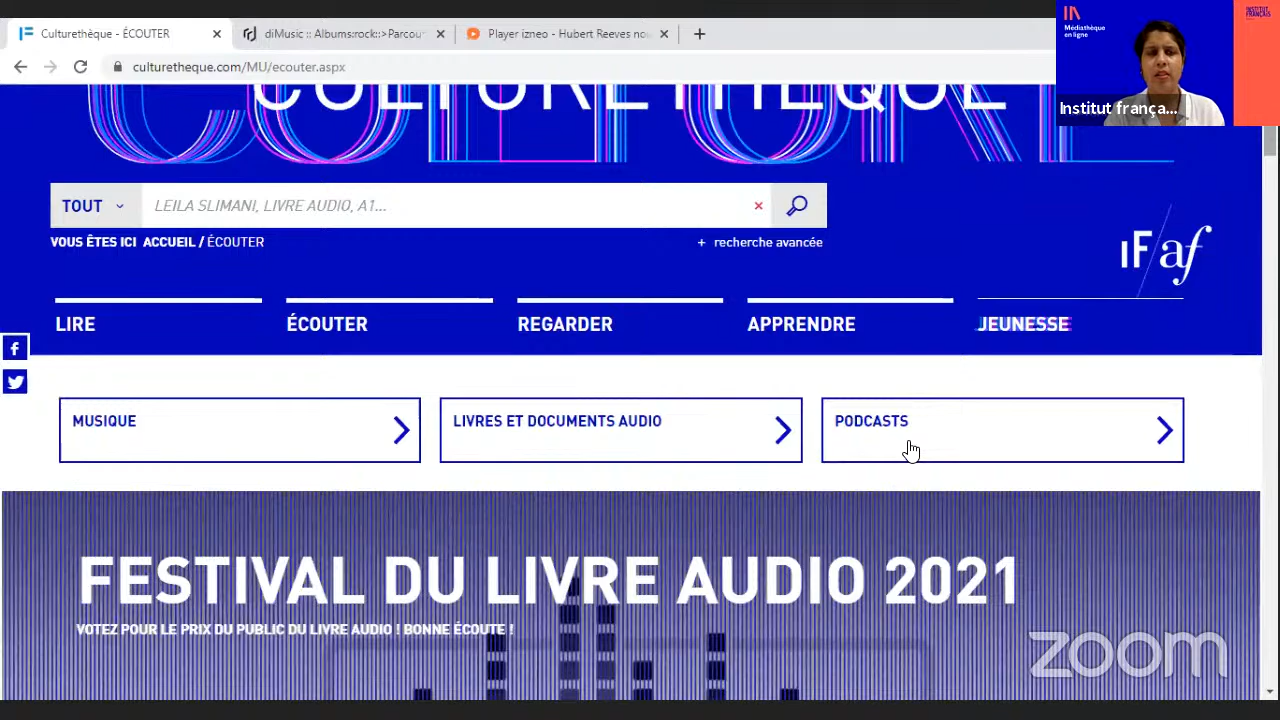 Culturethèque - ÉCOUTER
diMusic :: Albums:rock::>Parcou
Player izneo - Hubert Reeves no
culturetheque.com/MU/ecouter.aspx
Médiathèque
en ligne
INSTITUT
FRANÇAIS
Institut frança...
CULTURETHÈQUE
TOUT
LEILA SLIMANI, LIVRE AUDIO, A1...
VOUS ÊTES ICI ACCUEIL / ÉCOUTER
+ recherche avancée
IF/af
LIRE
ÉCOUTER
REGARDER
APPRENDRE
JEUNESSE
MUSIQUE
LIVRES ET DOCUMENTS AUDIO
PODCASTS
FESTIVAL DU LIVRE AUDIO 2021
VOTEZ POUR LE PRIX DU PUBLIC DU LIVRE AUDIO ! BONNE ÉCOUTE !
zoom